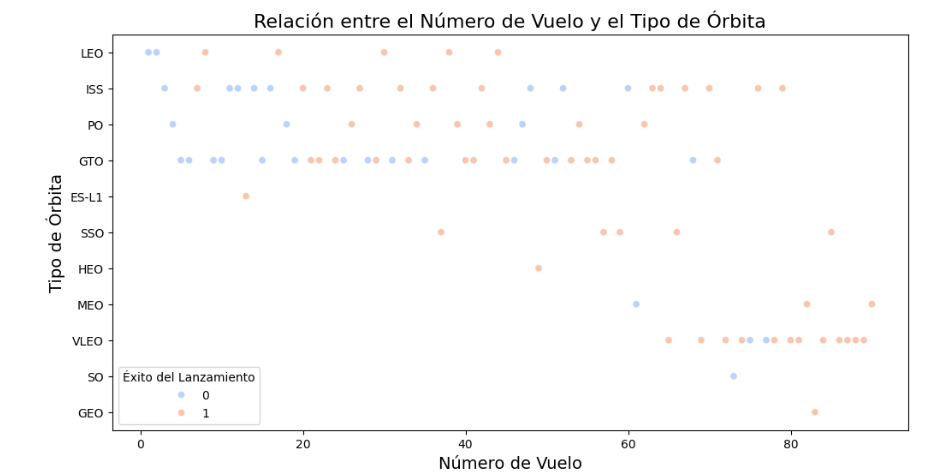 Relación entre el Número de Vuelo y el Tipo de Órbita
Tipo de Órbita
LEO
ISS
PO
GTO
ES-L1
SSO
HEO
MEO
VLEO
SO
GEO
Éxito del Lanzamiento
0
1
0 20 40 60 80
Número de Vuelo